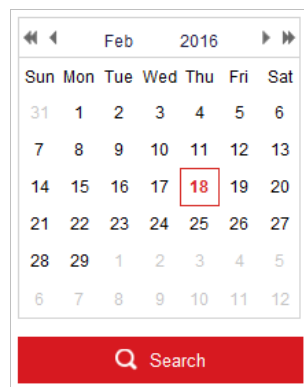 Feb 2016
Sun Mon Tue Wed Thu Fri Sat
31 1 2 3 4 5 6
7 8 9 10 11 12 13
14 15 16 17 18 19 20
21 22 23 24 25 26 27
28 29 1 2 3 4 5
6 7 8 9 10 11 12
Search